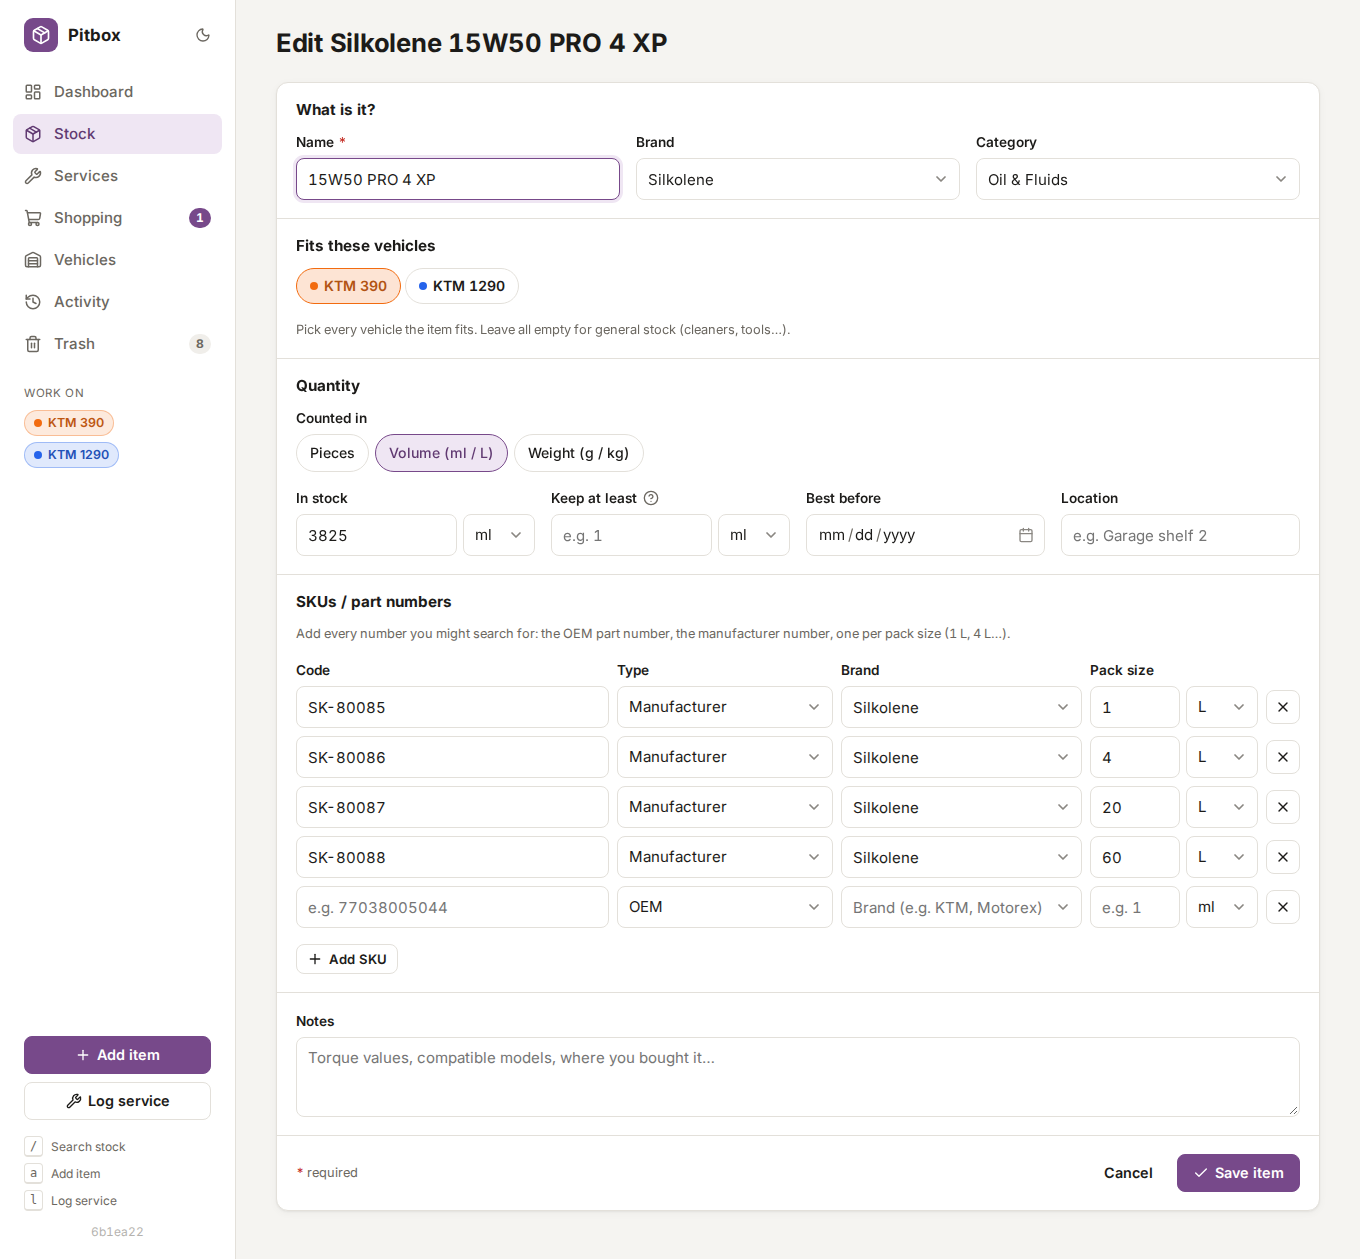 Pitbox
Dashboard
Stock
Services
Shopping 1
Vehicles
Activity
Trash 8
WORK ON
KTM 390
KTM 1290
+ Add item
Log service
/ Search stock
a Add item
l Log service
6b1ea22
Edit Silkolene 15W50 PRO 4 XP
What is it?
Name * Brand Category
15W50 PRO 4 XP Silkolene Oil & Fluids
Fits these vehicles
KTM 390 KTM 1290
Pick every vehicle the item fits. Leave all empty for general stock (cleaners, tools...).
Quantity
Counted in
Pieces Volume (ml / L) Weight (g / kg)
In stock Keep at least ? Best before Location
3825 ml e.g. 1 ml mm/dd/yyyy e.g. Garage shelf 2
SKUs / part numbers
Add every number you might search for: the OEM part number, the manufacturer number, one per pack size (1 L, 4 L...).
Code Type Brand Pack size
SK-80085 Manufacturer Silkolene 1 L
SK-80086 Manufacturer Silkolene 4 L
SK-80087 Manufacturer Silkolene 20 L
SK-80088 Manufacturer Silkolene 60 L
e.g. 77038005044 OEM Brand (e.g. KTM, Motorex) e.g. 1 ml
+ Add SKU
Notes
Torque values, compatible models, where you bought it...
* required Cancel Save item